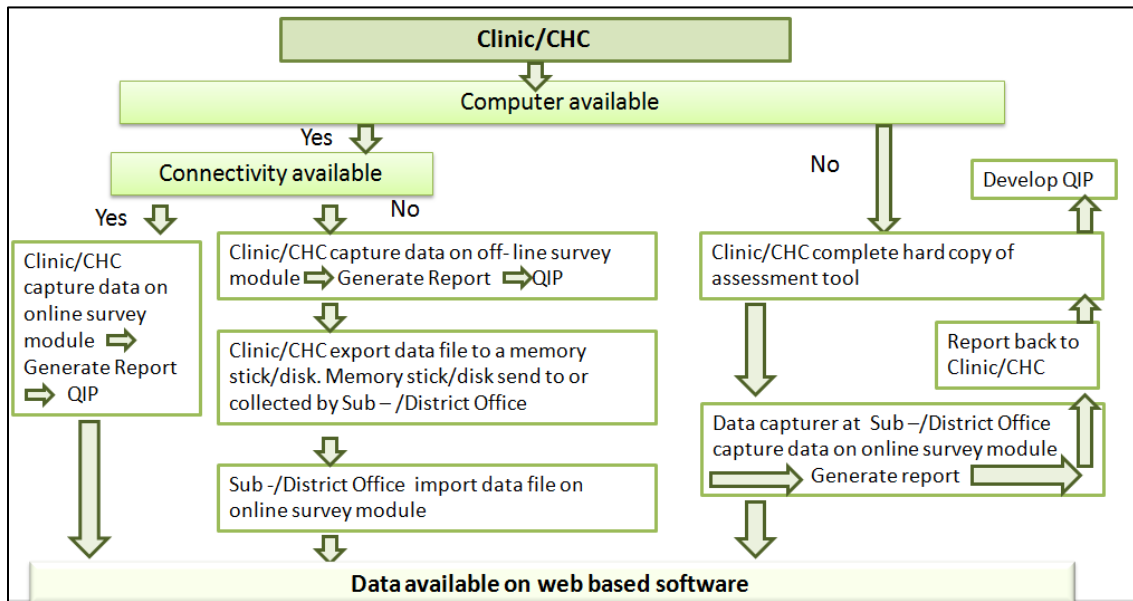 Clinic/CHC
Computer available
Yes
No
Connectivity available
Yes
No
Clinic/CHC
capture data on
online survey
module
Generate Report
QIP
Clinic/CHC capture data on off- line survey
module Generate Report QIP
Clinic/CHC export data file to a memory
stick/disk. Memory stick/disk send to or
collected by Sub – /District Office
Sub -/District Office import data file on
online survey module
Develop QIP
Clinic/CHC complete hard copy of
assessment tool
Report back to
Clinic/CHC
Data capturer at Sub –/District Office
capture data on online survey module
Generate report
Data available on web based software